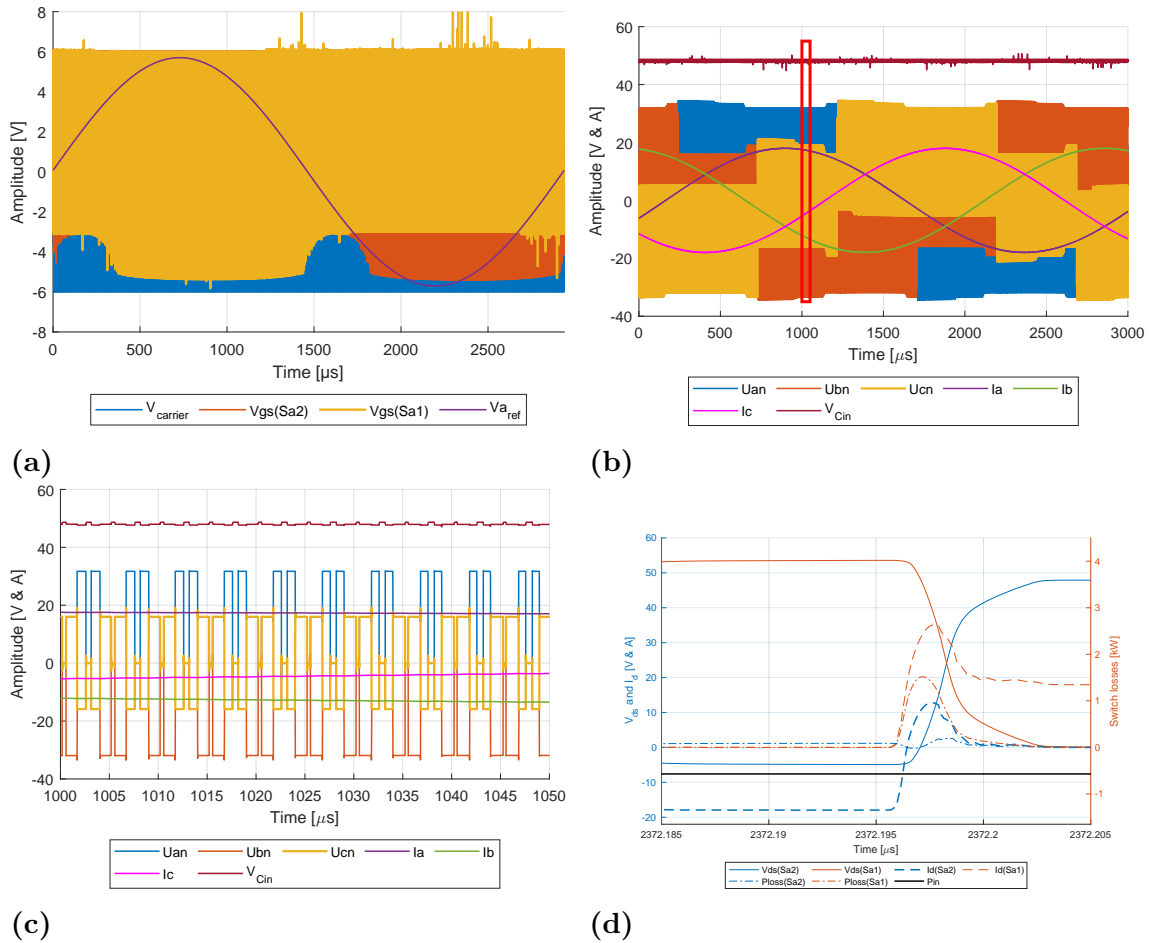 8
6
4
2
0
-2
-4
-6
-8
Amplitude [V]
0 500 1000 1500 2000 2500
Time [µs]
V_carrier Vgs(Sa2) Vgs(Sa1) Va_ref
(a)
60
40
20
0
-20
-40
Amplitude [V & A]
0 500 1000 1500 2000 2500 3000
Time [µs]
Uan Ubn Ucn Ia Ib
Ic V_Cin
(b)
60
40
20
0
-20
-40
Amplitude [V & A]
1000 1005 1010 1015 1020 1025 1030 1035 1040 1045 1050
Time [µs]
Uan Ubn Ucn Ia Ib
Ic V_Cin
(c)
60
50
40
30
20
10
0
-10
-20
V_ds and I_d [V & A]
4
3
2
1
0
-1
Switch losses [kW]
2372.185 2372.19 2372.195 2372.2 2372.205
Time [µs]
Vds(Sa2) Vds(Sa1) Id(Sa2) Id(Sa1)
Ploss(Sa2) Ploss(Sa1) Pin
(d)